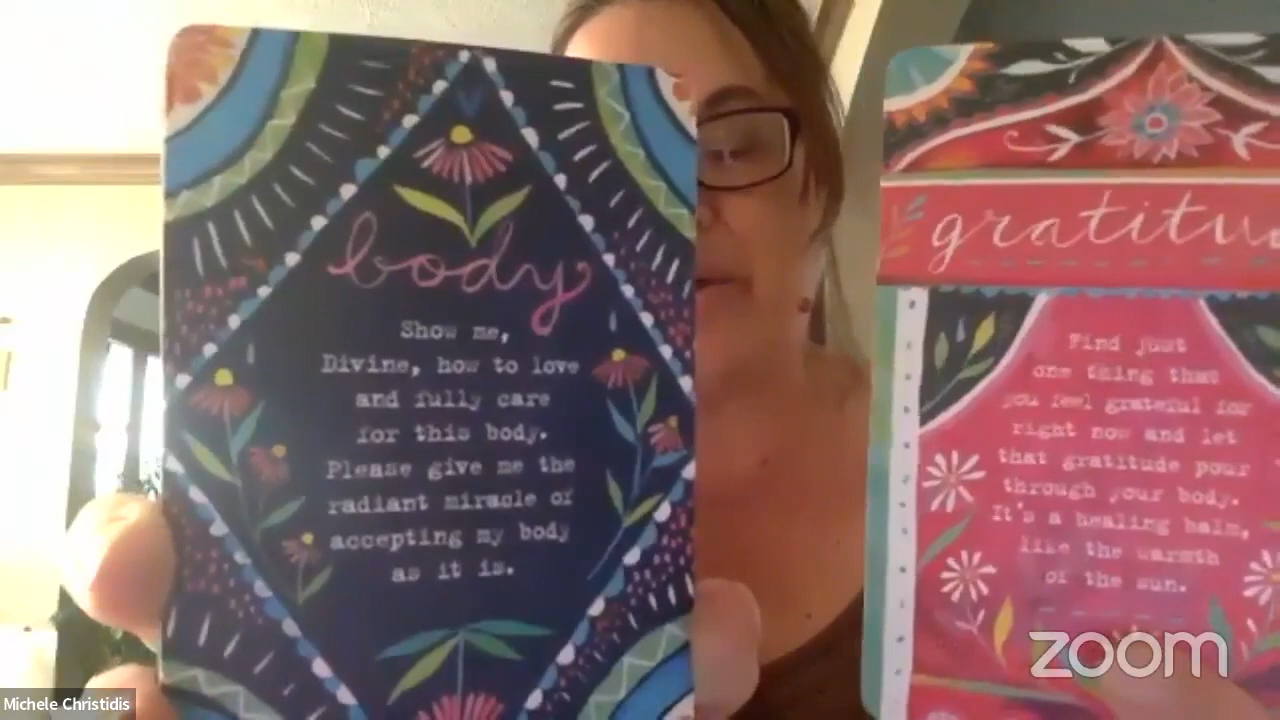 body
Show me,
Divine, how to love
and fully care
for this body.
Please give me the
radiant miracle of
accepting my body
as it is.
gratitu
Find just
one thing that
you feel grateful for
right now and let
that gratitude pour
through your body.
It's a healing balm,
like the warmth
of the sun.
zoom
Michele Christidis